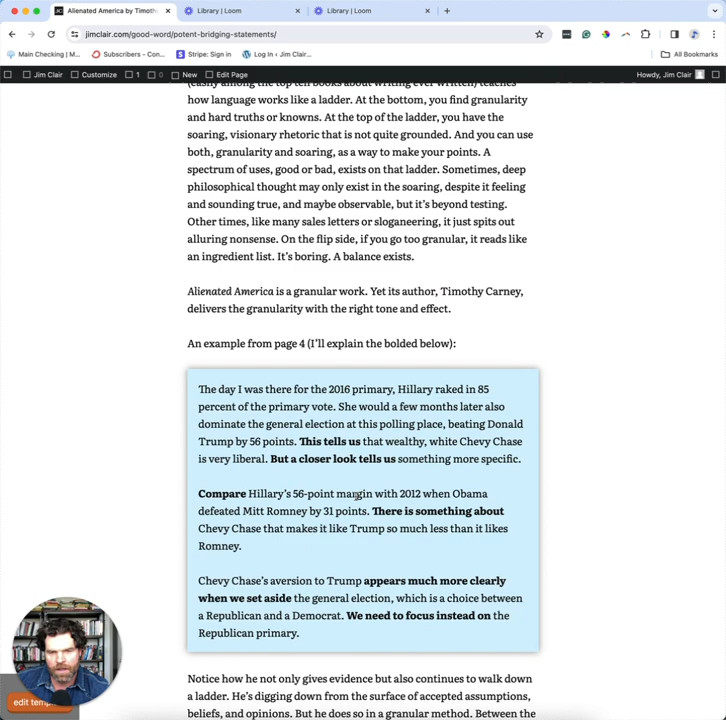 Alienated America by Timothy
Library | Loom
Library | Loom
jimclair.com/good-word/potent-bridging-statements/
Main Checking | M...
Subscribers - Con...
Stripe: Sign in
Log In ‹ Jim Clair...
All Bookmarks
Jim Clair
Customize
1
0
New
Edit Page
Howdy, Jim Clair
(easily among the top ten books about writing ever written) teaches
how language works like a ladder. At the bottom, you find granularity
and hard truths or knowns. At the top of the ladder, you have the
soaring, visionary rhetoric that is not quite grounded. And you can use
both, granularity and soaring, as a way to make your points. A
spectrum of uses, good or bad, exists on that ladder. Sometimes, deep
philosophical thought may only exist in the soaring, despite it feeling
and sounding true, and maybe observable, but it's beyond testing.
Other times, like many sales letters or sloganeering, it just spits out
alluring nonsense. On the flip side, if you go too granular, it reads like
an ingredient list. It's boring. A balance exists.
Alienated America is a granular work. Yet its author, Timothy Carney,
delivers the granularity with the right tone and effect.
An example from page 4 (I'll explain the bolded below):
The day I was there for the 2016 primary, Hillary raked in 85
percent of the primary vote. She would a few months later also
dominate the general election at this polling place, beating Donald
Trump by 56 points. This tells us that wealthy, white Chevy Chase
is very liberal. But a closer look tells us something more specific.
Compare Hillary's 56-point margin with 2012 when Obama
defeated Mitt Romney by 31 points. There is something about
Chevy Chase that makes it like Trump so much less than it likes
Romney.
Chevy Chase's aversion to Trump appears much more clearly
when we set aside the general election, which is a choice between
a Republican and a Democrat. We need to focus instead on the
Republican primary.
Notice how he not only gives evidence but also continues to walk down
a ladder. He's digging down from the surface of accepted assumptions,
beliefs, and opinions. But he does so in a granular method. Between the
edit temp